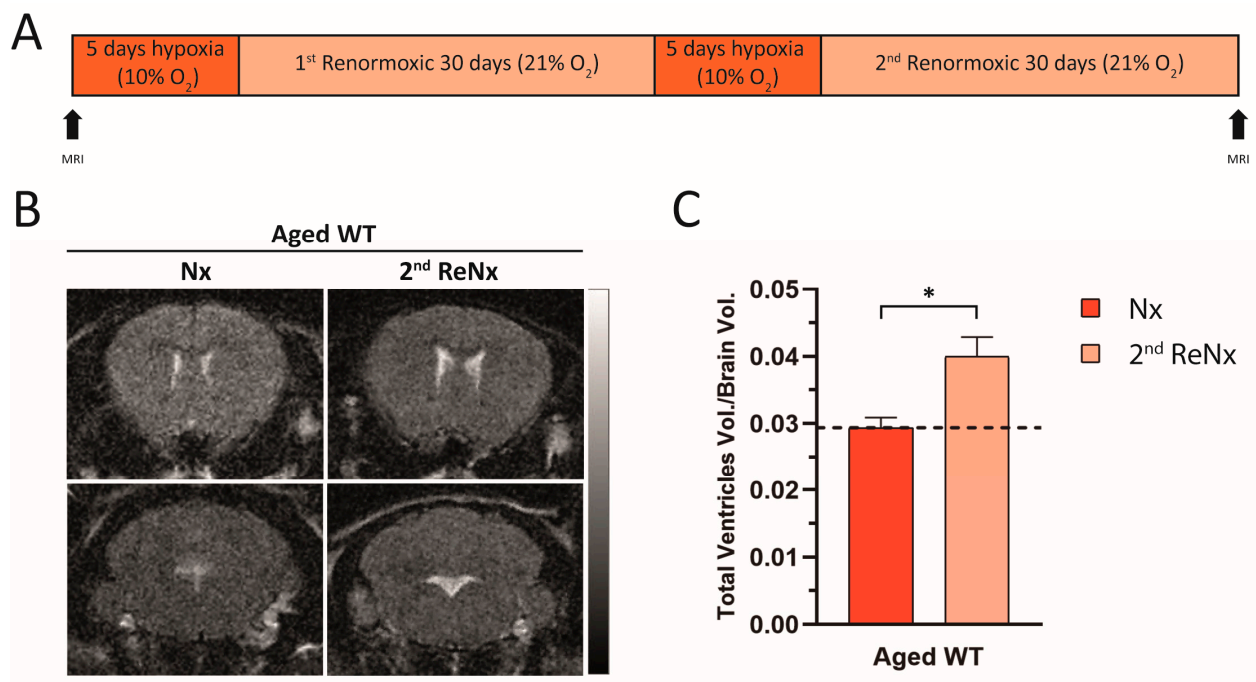 A
5 days hypoxia
(10% O₂)
1ˢᵗ Renormoxic 30 days (21% O₂)
5 days hypoxia
(10% O₂)
2ⁿᵈ Renormoxic 30 days (21% O₂)
MRI
MRI
B
Aged WT
Nx
2ⁿᵈ ReNx
C
Total Ventricles Vol./Brain Vol.
0.05
0.04
0.03
0.02
0.01
0.00
*
Aged WT
Nx
2ⁿᵈ ReNx